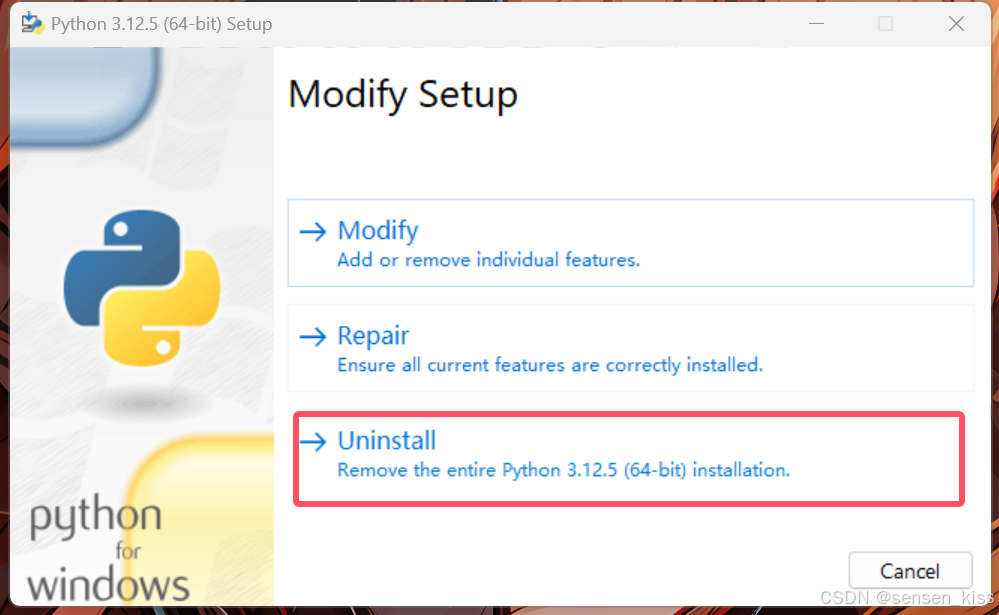 Python 3.12.5 (64-bit) Setup
Modify Setup
Modify
Add or remove individual features.
Repair
Ensure all current features are correctly installed.
Uninstall
Remove the entire Python 3.12.5 (64-bit) installation.
python
for
windows
Cancel
CSDN @sensen_kiss